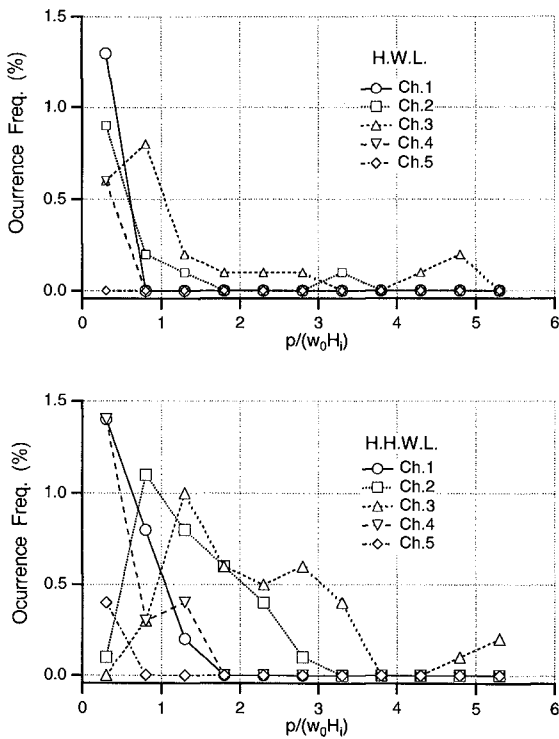 1.5
1.0
0.5
0.0
Ocurrence Freq. (%)
H.W.L.
Ch.1
Ch.2
Ch.3
Ch.4
Ch.5
0 1 2 3 4 5 6
p/(w₀Hᵢ)
1.5
1.0
0.5
0.0
Ocurrence Freq. (%)
H.H.W.L.
Ch.1
Ch.2
Ch.3
Ch.4
Ch.5
0 1 2 3 4 5 6
p/(w₀Hᵢ)